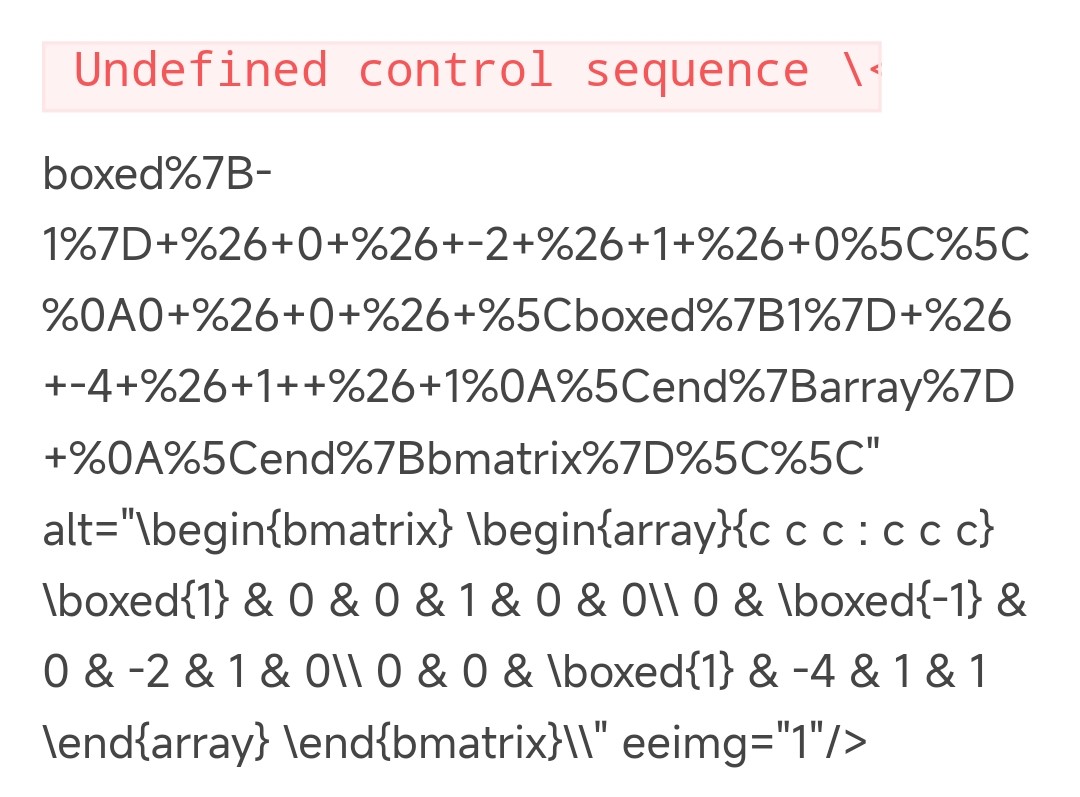 Undefined control sequence \<
boxed%7B-
1%7D+%26+0+%26+-2+%26+1+%26+0%5C%5C
%0A0+%26+0+%26+%5Cboxed%7B1%7D+%26
+-4+%26+1++%26+1%0A%5Cend%7Barray%7D
+%0A%5Cend%7Bbmatrix%7D%5C%5C"
alt="\begin{bmatrix} \begin{array}{c c c : c c c}
\boxed{1} & 0 & 0 & 1 & 0 & 0\\ 0 & \boxed{-1} &
0 & -2 & 1 & 0\\ 0 & 0 & \boxed{1} & -4 & 1 & 1
\end{array} \end{bmatrix}\\" eeimg="1"/>